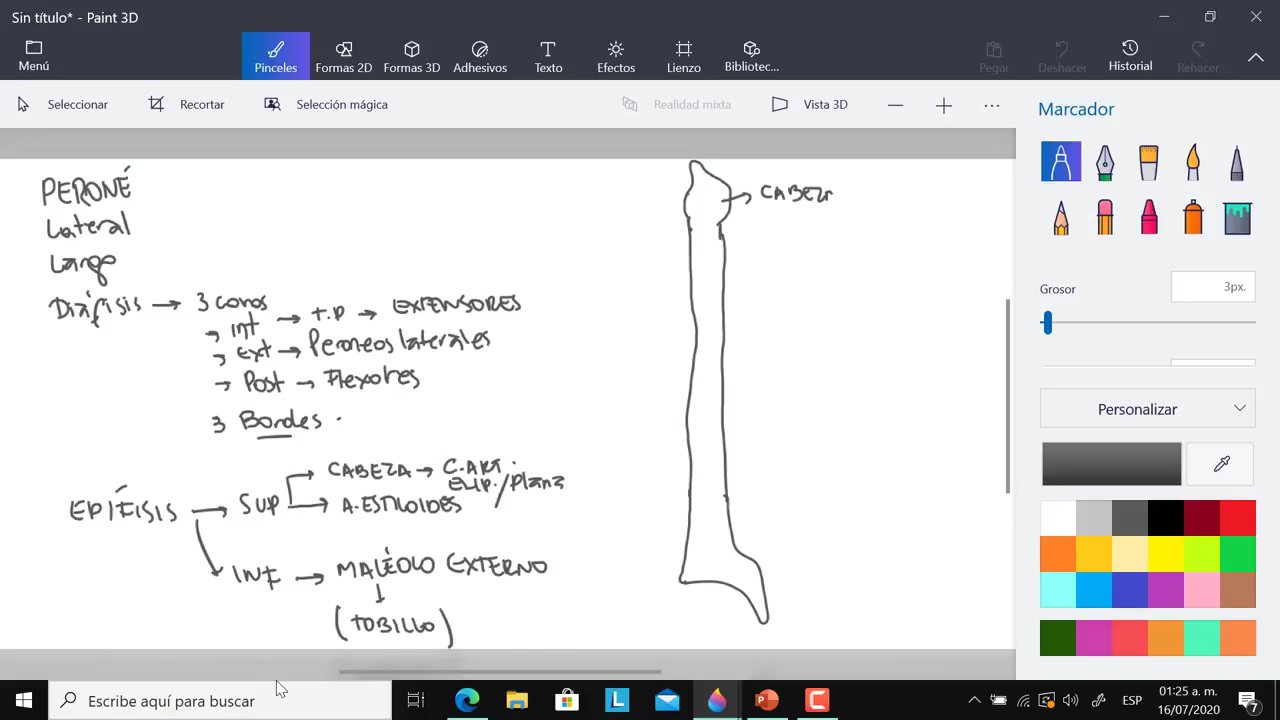 Sin título* - Paint 3D
Menú
Pinceles
Formas 2D
Formas 3D
Adhesivos
Texto
Efectos
Lienzo
Bibliotec...
Pegar
Deshacer
Historial
Rehacer
Seleccionar
Recortar
Selección mágica
Realidad mixta
Vista 3D
Marcador
Grosor
3px.
Personalizar
PERONÉ
Lateral
Largo
Diáfisis → 3 caras
→ Int → T.P → EXTENSORES
→ Ext → Peroneos laterales
→ Post → Flexores
3 Bordes
EPÍFISIS → SUP → CABEZA → C.ART.
ELIP./Plana
→ A.ESTILOIDES
INF → MALÉOLO EXTERNO
(TOBILLO)
→ CABEZA
Escribe aquí para buscar
ESP
01:25 a. m.
16/07/2020
7